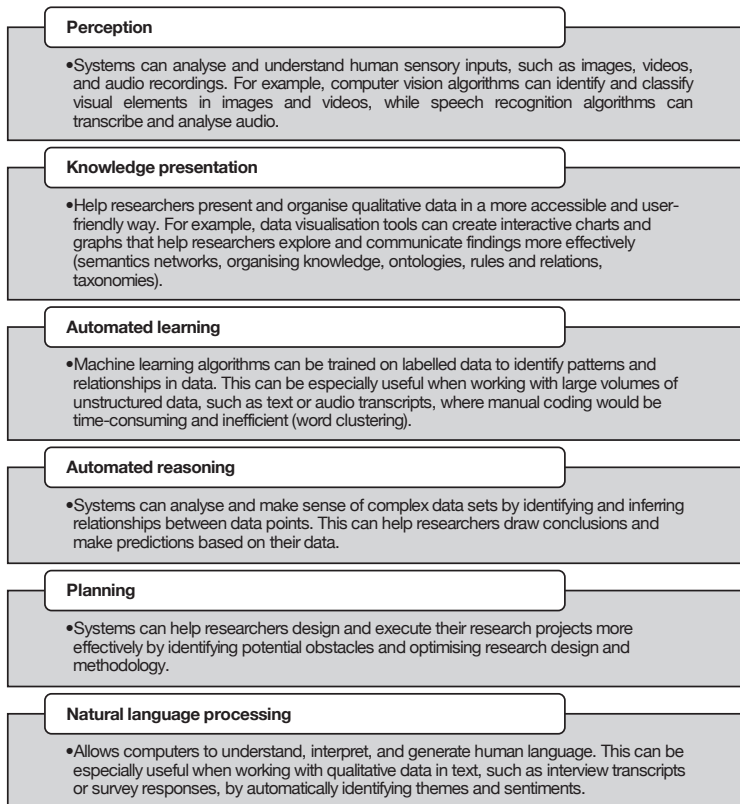 Perception
•Systems can analyse and understand human sensory inputs, such as images, videos,
and audio recordings. For example, computer vision algorithms can identify and classify
visual elements in images and videos, while speech recognition algorithms can
transcribe and analyse audio.
Knowledge presentation
•Help researchers present and organise qualitative data in a more accessible and user-
friendly way. For example, data visualisation tools can create interactive charts and
graphs that help researchers explore and communicate findings more effectively
(semantics networks, organising knowledge, ontologies, rules and relations,
taxonomies).
Automated learning
•Machine learning algorithms can be trained on labelled data to identify patterns and
relationships in data. This can be especially useful when working with large volumes of
unstructured data, such as text or audio transcripts, where manual coding would be
time-consuming and inefficient (word clustering).
Automated reasoning
•Systems can analyse and make sense of complex data sets by identifying and inferring
relationships between data points. This can help researchers draw conclusions and
make predictions based on their data.
Planning
•Systems can help researchers design and execute their research projects more
effectively by identifying potential obstacles and optimising research design and
methodology.
Natural language processing
•Allows computers to understand, interpret, and generate human language. This can be
especially useful when working with qualitative data in text, such as interview transcripts
or survey responses, by automatically identifying themes and sentiments.